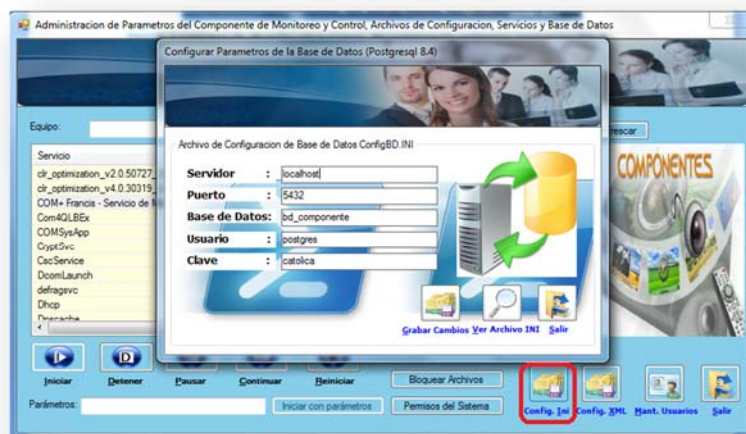 Administracion de Parametros del Componente de Monitoreo y Control, Archivos de Configuracion, Servicios y Base de Datos
Configurar Parametros de la Base de Datos (Postgresql 8.4)
Equipo:
Archivo de Configuracion de Base de Datos ConfigBD.INI
Servicio
clr_optimization_v2.0.50727_
clr_optimization_v4.0.30319_
COM+ Francis - Servicio de M
Com4QLBEx
COMSysApp
CryptSvc
CscService
DcomLaunch
defragsvc
Dhcp
Dnscache
Servidor : localhost
Puerto : 5432
Base de Datos: bd_componente
Usuario : postgres
Clave : catolica
COMPONENTES
Grabar Cambios Ver Archivo INI Salir
Iniciar Detener Pausar Continuar Reiniciar
Bloquear Archivos
Parámetros:
Iniciar con parámetros
Permisos del Sistema
Config. Ini Config. XML Mant. Usuarios Salir